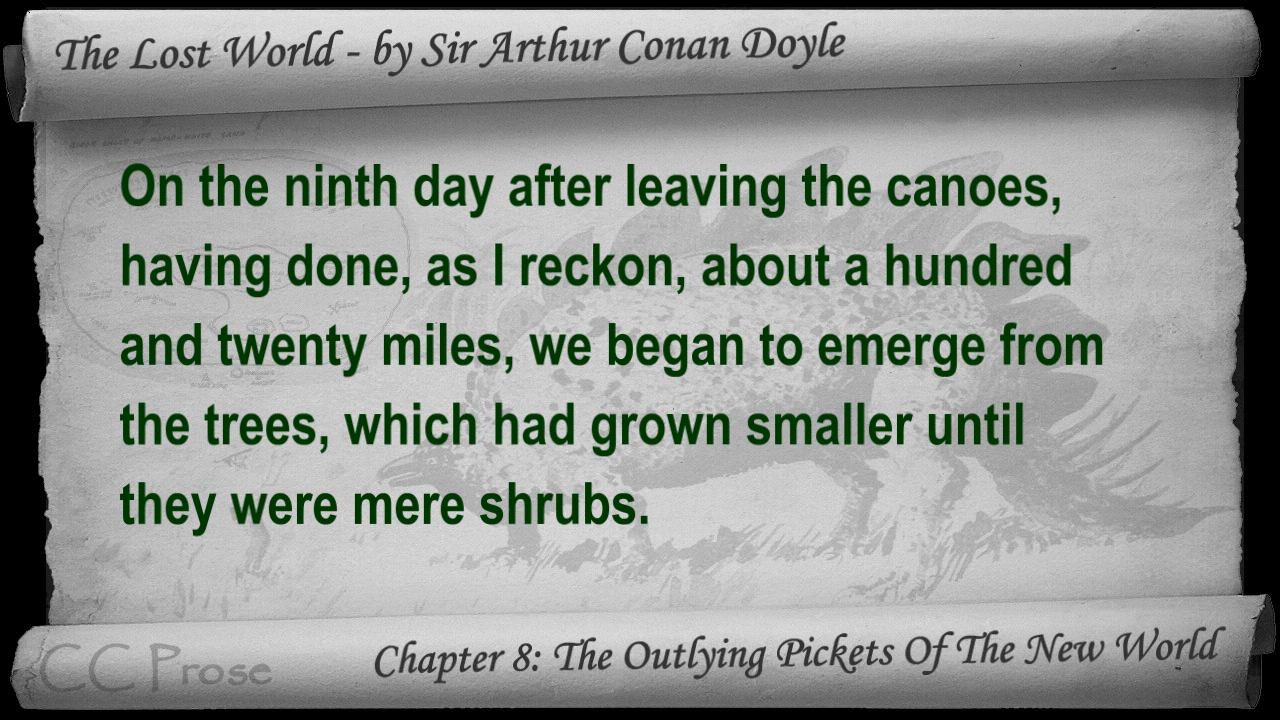 The Lost World - by Sir Arthur Conan Doyle
On the ninth day after leaving the canoes,
having done, as I reckon, about a hundred
and twenty miles, we began to emerge from
the trees, which had grown smaller until
they were mere shrubs.
CC Prose
Chapter 8: The Outlying Pickets Of The New World